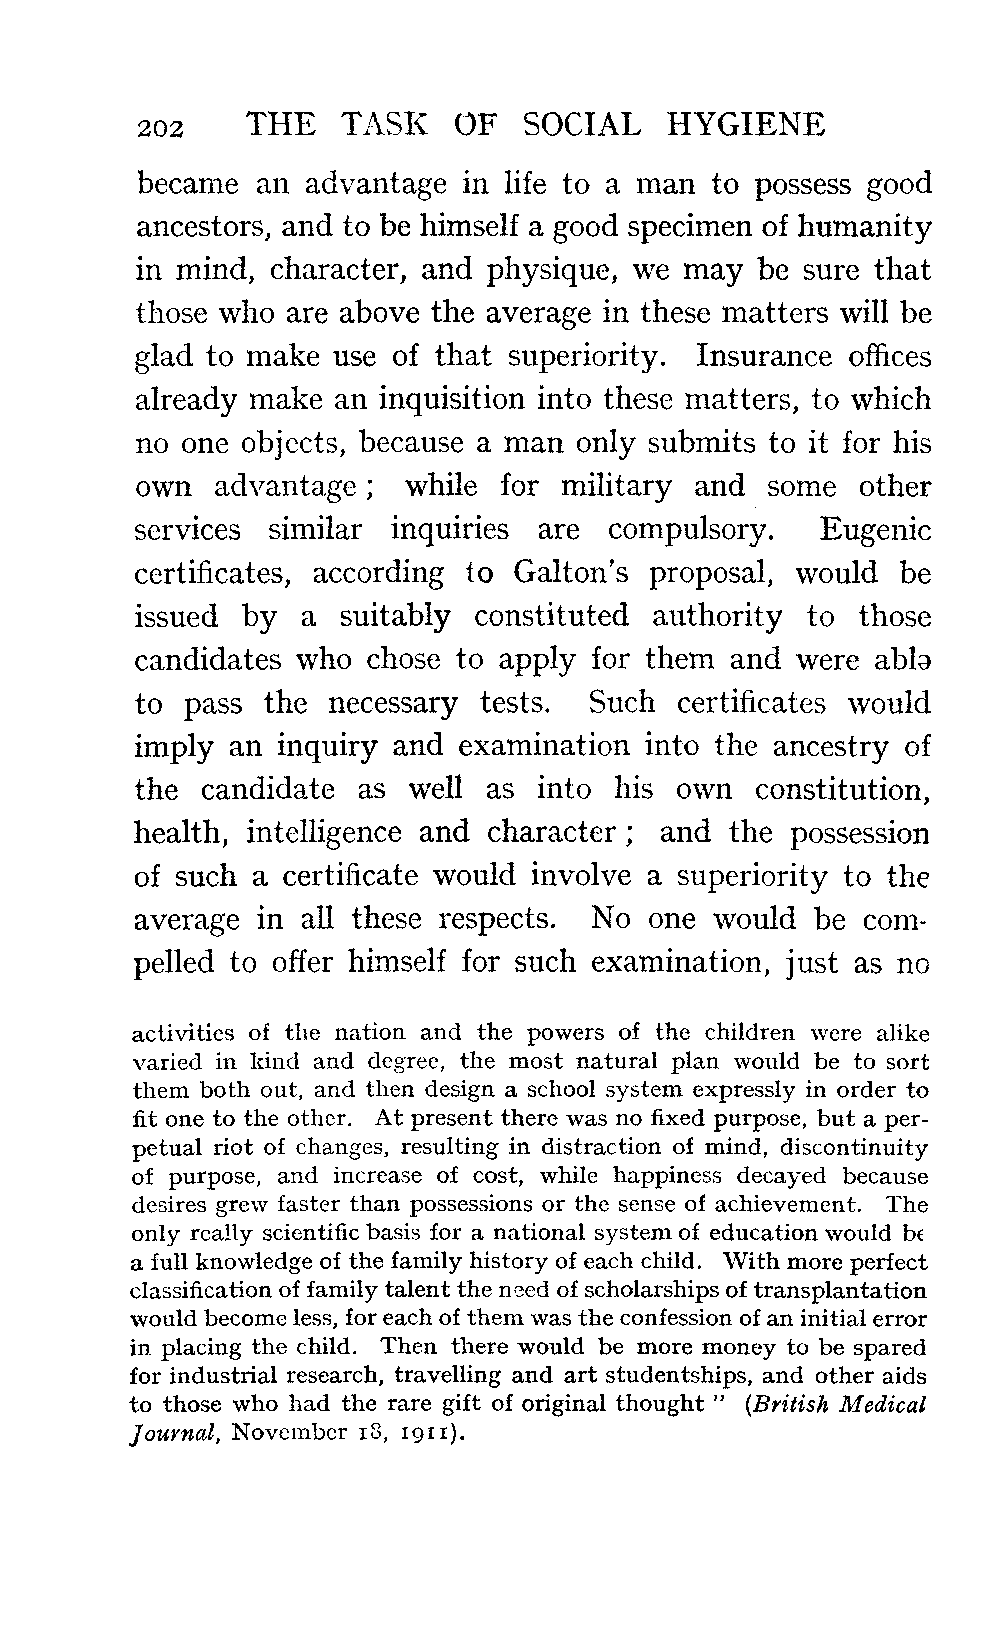 202 THE TASK OF SOCIAL HYGIENE
became an advantage in life to a man to possess good
ancestors, and to be himself a good specimen of humanity
in mind, character, and physique, we may be sure that
those who are above the average in these matters will be
glad to make use of that superiority. Insurance offices
already make an inquisition into these matters, to which
no one objects, because a man only submits to it for his
own advantage ; while for military and some other
services similar inquiries are compulsory. Eugenic
certificates, according to Galton's proposal, would be
issued by a suitably constituted authority to those
candidates who chose to apply for them and were able
to pass the necessary tests. Such certificates would
imply an inquiry and examination into the ancestry of
the candidate as well as into his own constitution,
health, intelligence and character ; and the possession
of such a certificate would involve a superiority to the
average in all these respects. No one would be com-
pelled to offer himself for such examination, just as no
activities of the nation and the powers of the children were alike
varied in kind and degree, the most natural plan would be to sort
them both out, and then design a school system expressly in order to
fit one to the other. At present there was no fixed purpose, but a per-
petual riot of changes, resulting in distraction of mind, discontinuity
of purpose, and increase of cost, while happiness decayed because
desires grew faster than possessions or the sense of achievement. The
only really scientific basis for a national system of education would be
a full knowledge of the family history of each child. With more perfect
classification of family talent the need of scholarships of transplantation
would become less, for each of them was the confession of an initial error
in placing the child. Then there would be more money to be spared
for industrial research, travelling and art studentships, and other aids
to those who had the rare gift of original thought " (British Medical
Journal, November 18, 1911).